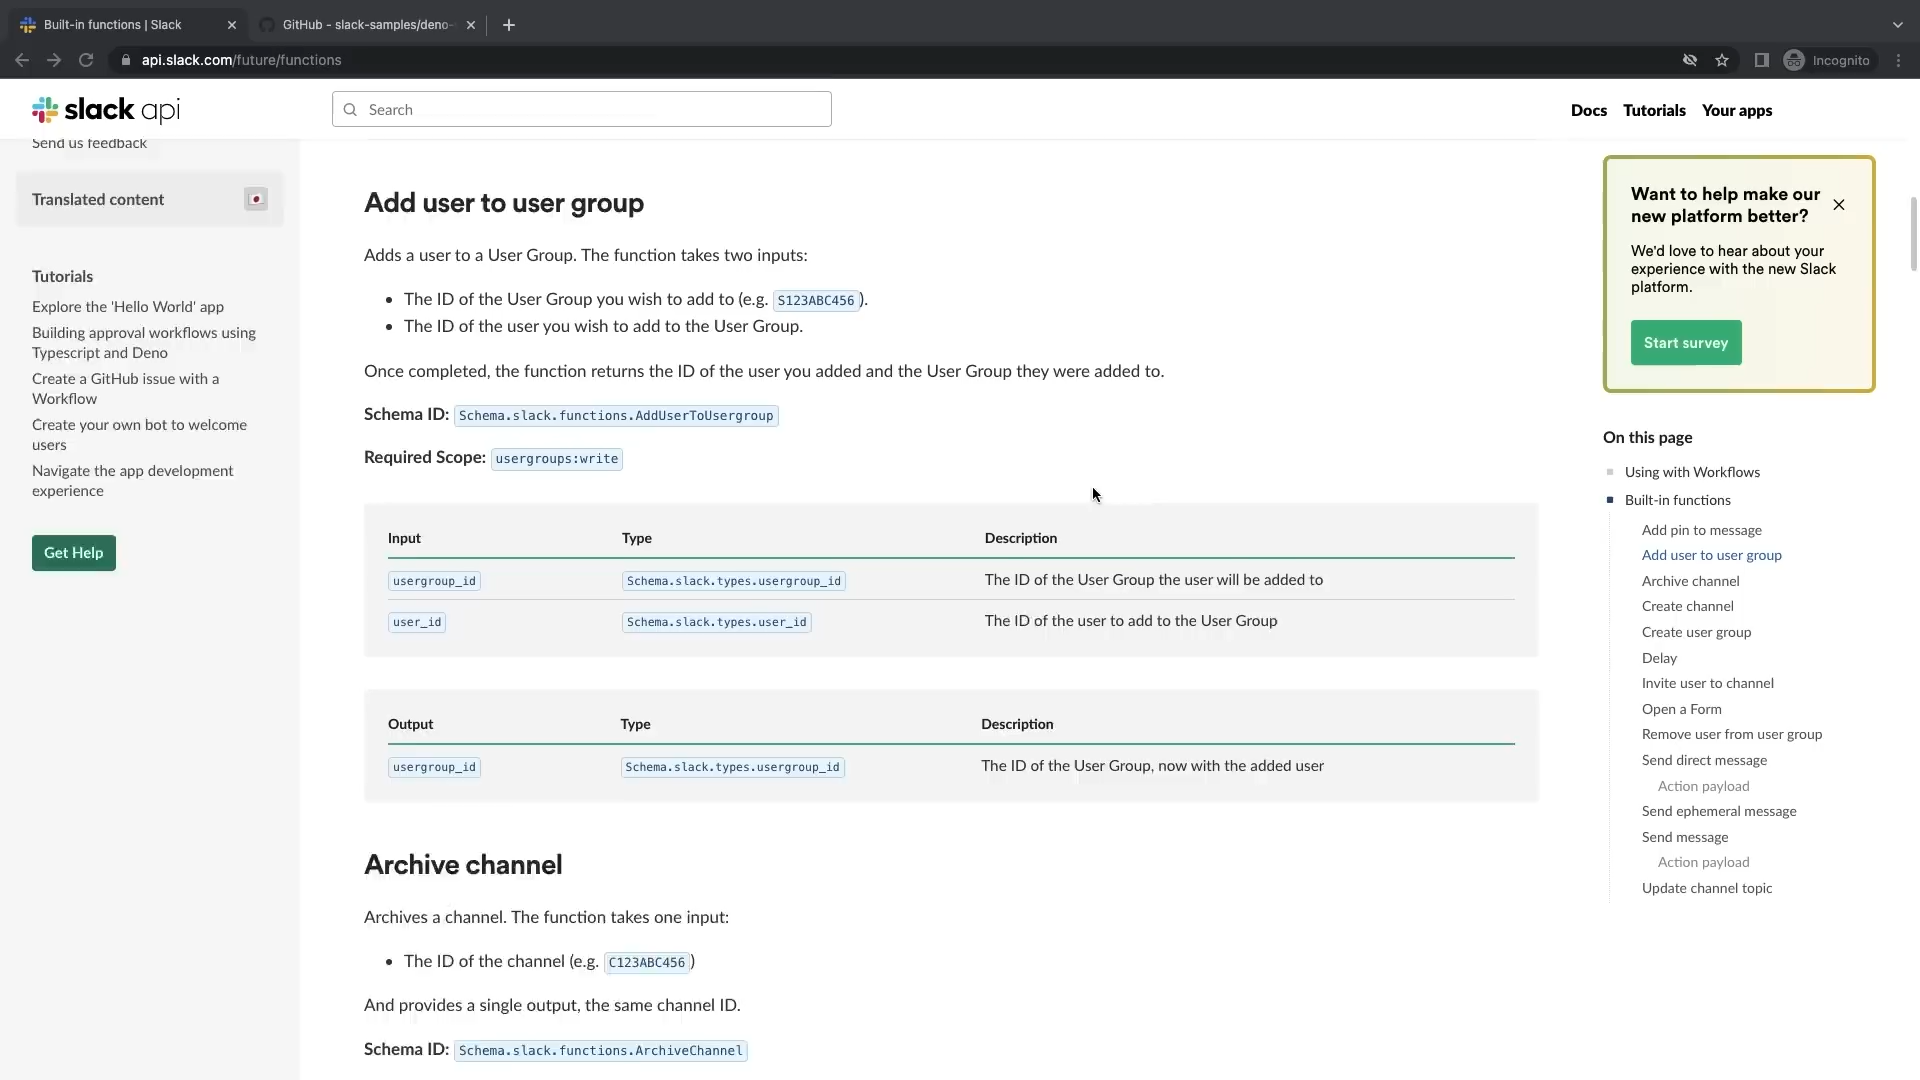 Built-in functions | Slack
GitHub - slack-samples/deno-
api.slack.com/future/functions
Incognito
slack api
Search
Docs Tutorials Your apps
Send us feedback
Translated content
Tutorials
Explore the 'Hello World' app
Building approval workflows using
Typescript and Deno
Create a GitHub issue with a
Workflow
Create your own bot to welcome
users
Navigate the app development
experience
Get Help
Add user to user group
Adds a user to a User Group. The function takes two inputs:
• The ID of the User Group you wish to add to (e.g. S123ABC456).
• The ID of the user you wish to add to the User Group.
Once completed, the function returns the ID of the user you added and the User Group they were added to.
Schema ID: Schema.slack.functions.AddUserToUsergroup
Required Scope: usergroups:write
Input Type Description
usergroup_id Schema.slack.types.usergroup_id The ID of the User Group the user will be added to
user_id Schema.slack.types.user_id The ID of the user to add to the User Group
Output Type Description
usergroup_id Schema.slack.types.usergroup_id The ID of the User Group, now with the added user
Archive channel
Archives a channel. The function takes one input:
• The ID of the channel (e.g. C123ABC456)
And provides a single output, the same channel ID.
Schema ID: Schema.slack.functions.ArchiveChannel
Want to help make our
new platform better?
We'd love to hear about your
experience with the new Slack
platform.
Start survey
On this page
Using with Workflows
Built-in functions
Add pin to message
Add user to user group
Archive channel
Create channel
Create user group
Delay
Invite user to channel
Open a Form
Remove user from user group
Send direct message
Action payload
Send ephemeral message
Send message
Action payload
Update channel topic